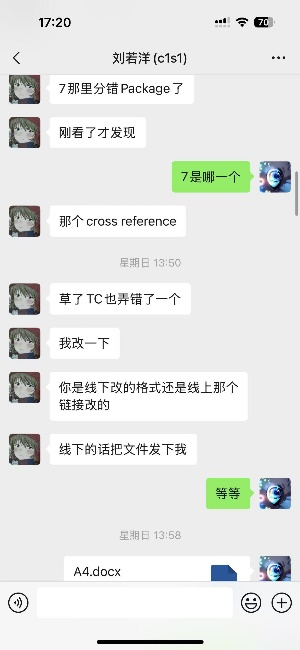 17:20
70
刘若洋 (c1s1)
7那里分错Package了
刚看了才发现
7是哪一个
那个cross reference
星期日 13:50
草了TC也弄错了一个
我改一下
你是线下改的格式还是线上那个
链接改的
线下的话把文件发下我
等等
星期日 13:58
A4.docx